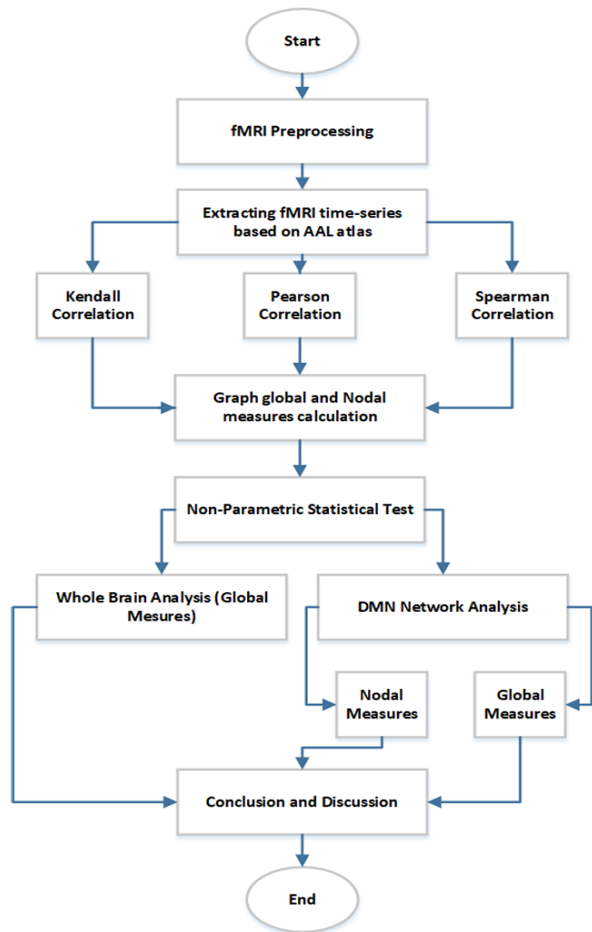 Start
fMRI Preprocessing
Extracting fMRI time-series
based on AAL atlas
Kendall
Correlation
Pearson
Correlation
Spearman
Correlation
Graph global and Nodal
measures calculation
Non-Parametric Statistical Test
Whole Brain Analysis (Global
Mesures)
DMN Network Analysis
Nodal
Measures
Global
Measures
Conclusion and Discussion
End